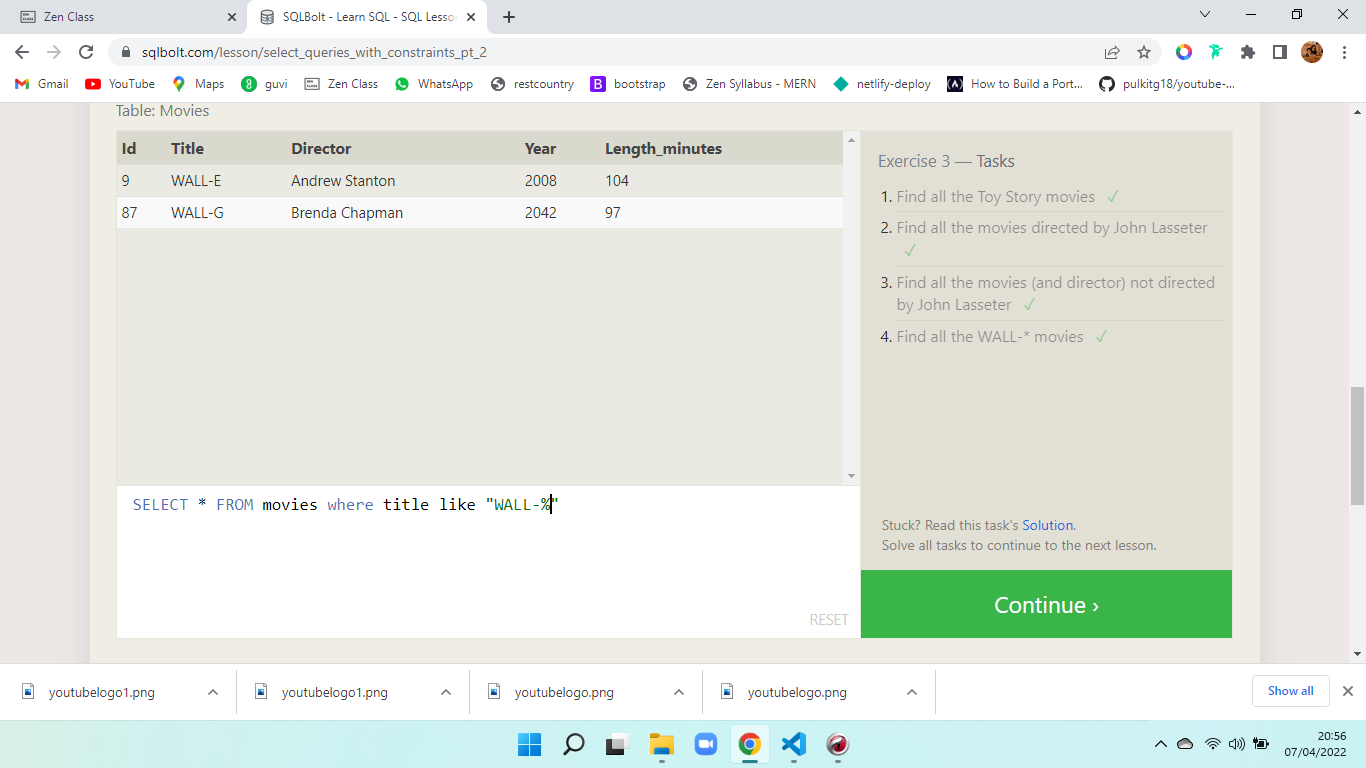 Zen Class
SQLBolt - Learn SQL - SQL Lesson
sqlbolt.com/lesson/select_queries_with_constraints_pt_2
Gmail YouTube Maps guvi Zen Class WhatsApp restcountry bootstrap Zen Syllabus - MERN netlify-deploy How to Build a Port... pulkitg18/youtube-...
Table: Movies
Id Title Director Year Length_minutes
9 WALL-E Andrew Stanton 2008 104
87 WALL-G Brenda Chapman 2042 97
SELECT * FROM movies where title like "WALL-%"
RESET
Exercise 3 — Tasks
1. Find all the Toy Story movies ✓
2. Find all the movies directed by John Lasseter
✓
3. Find all the movies (and director) not directed
by John Lasseter ✓
4. Find all the WALL-* movies ✓
Stuck? Read this task's Solution.
Solve all tasks to continue to the next lesson.
Continue ›
youtubelogo1.png youtubelogo1.png youtubelogo.png youtubelogo.png Show all
20:56
07/04/2022